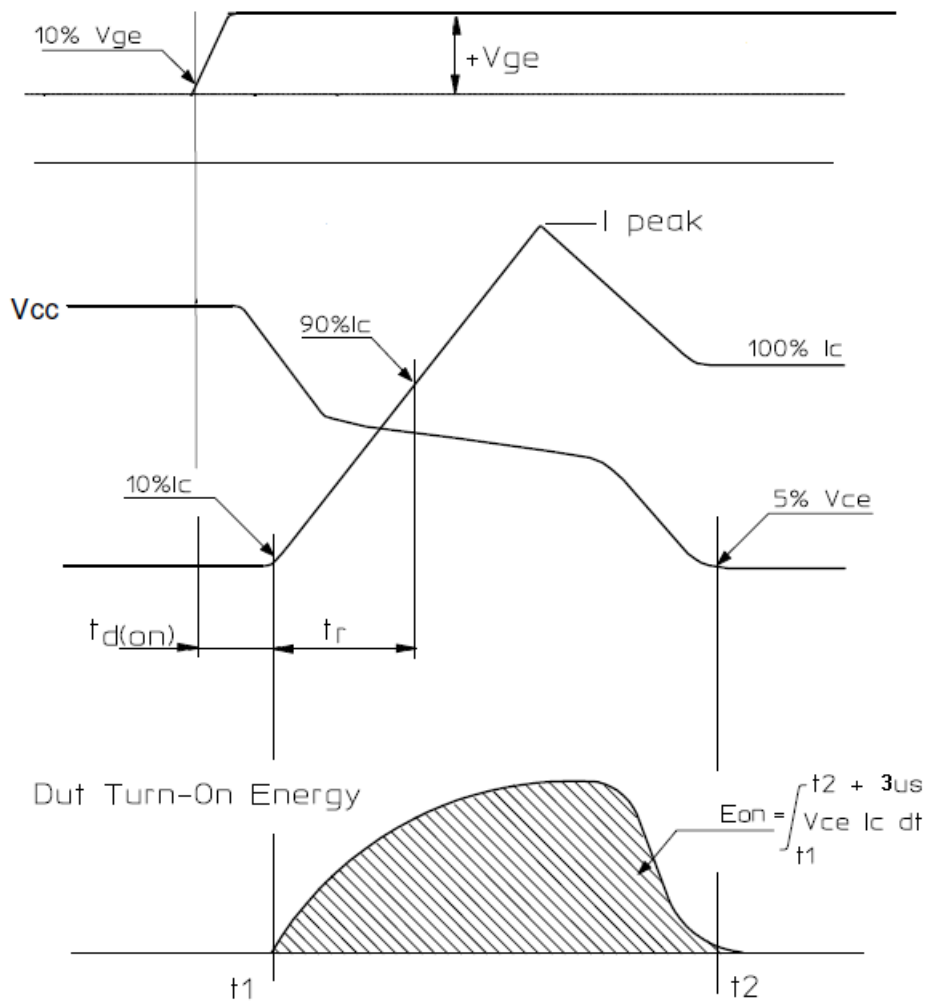 10% Vge
+Vge
I peak
Vcc
90%Ic
100% Ic
10%Ic
5% Vce
td(on)
tr
Dut Turn-On Energy
t2 + 3us
Eon = ∫ Vce Ic dt
t1
t1
t2